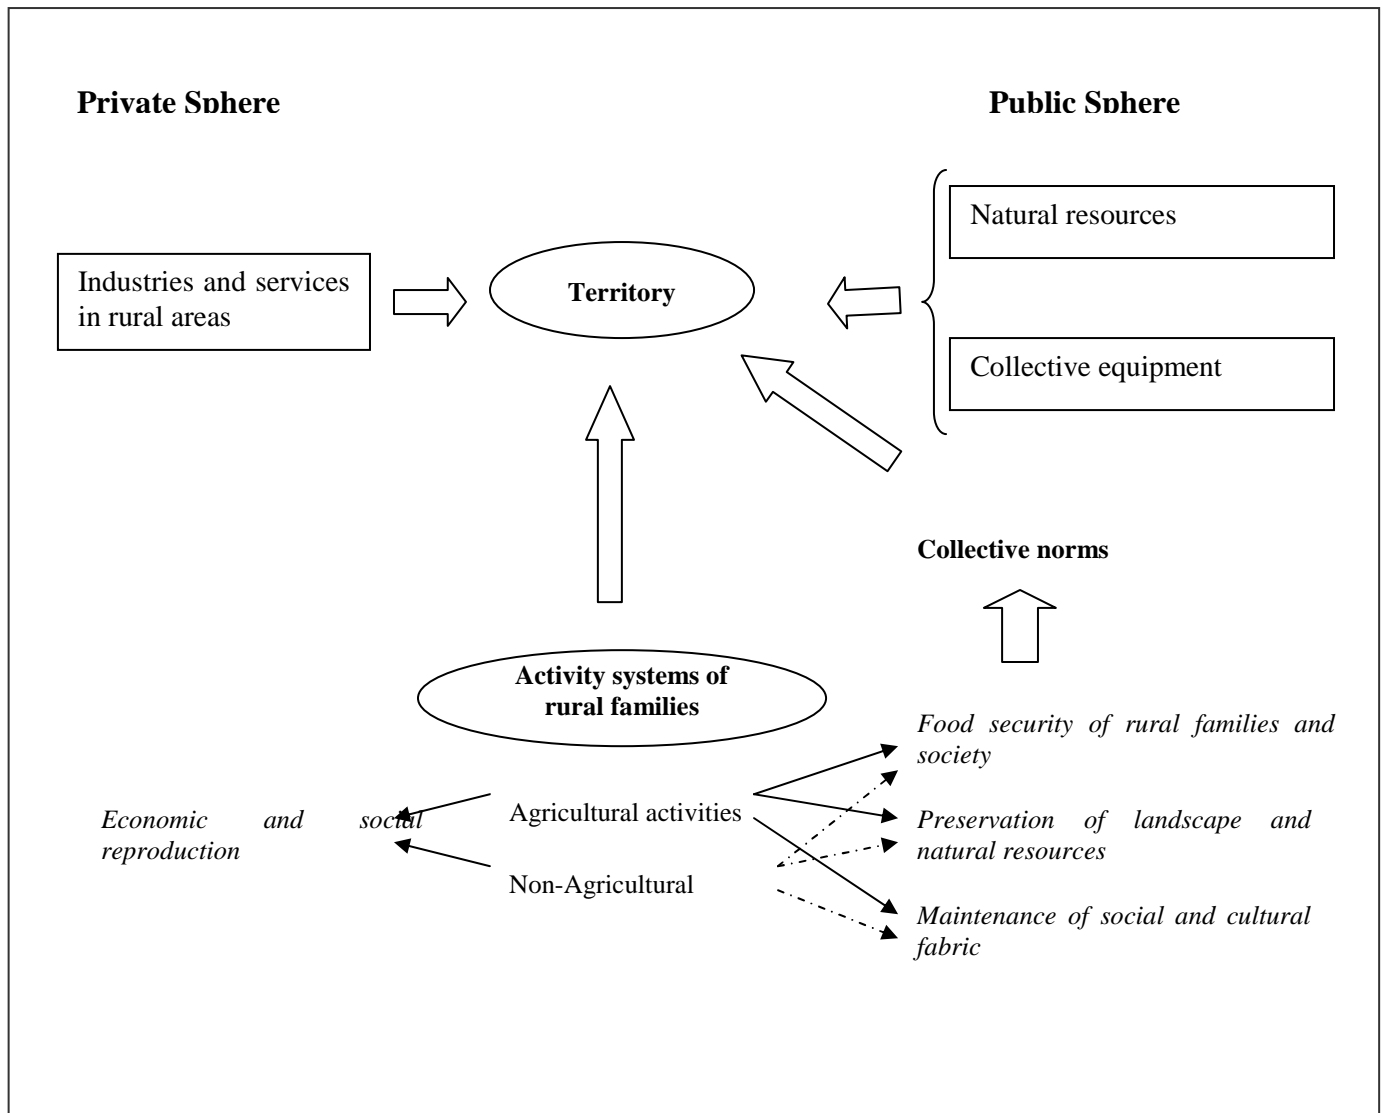 Private Sphere
Public Sphere
Natural resources
Industries and services
in rural areas
Territory
Collective equipment
Collective norms
Activity systems of
rural families
Food security of rural families and
society
Agricultural activities
Economic and social
reproduction
Preservation of landscape and
natural resources
Non-Agricultural
Maintenance of social and cultural
fabric